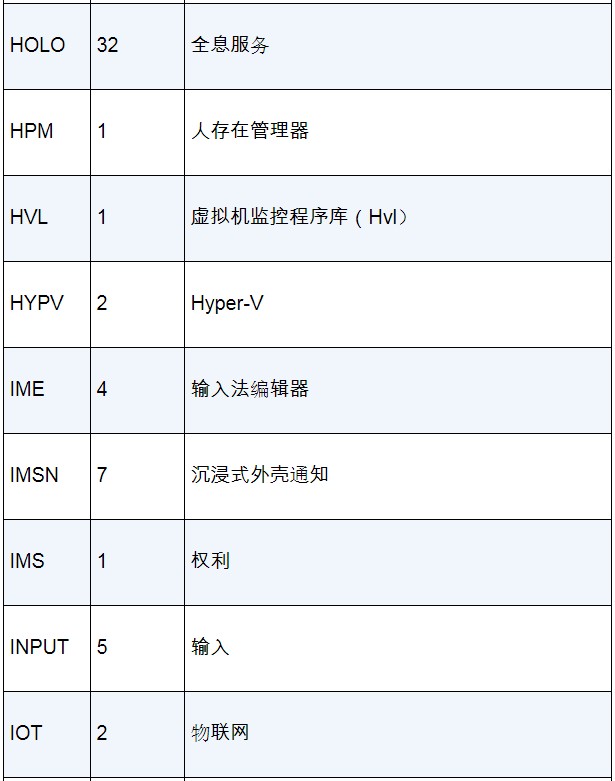 HOLO 32 全息服务
HPM 1 人存在管理器
HVL 1 虚拟机监控程序库（Hvl）
HYPV 2 Hyper-V
IME 4 输入法编辑器
IMSN 7 沉浸式外壳通知
IMS 1 权利
INPUT 5 输入
IOT 2 物联网